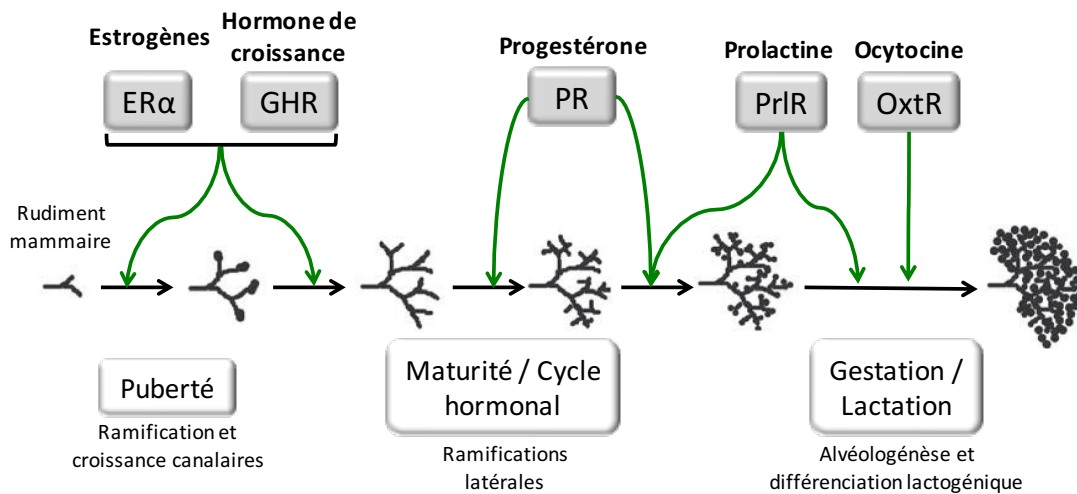 Estrogènes
Hormone de
croissance
Progestérone
Prolactine
Ocytocine
ERα
GHR
PR
PrlR
OxtR
Rudiment
mammaire
Puberté
Ramification et
croissance canalaires
Maturité / Cycle
hormonal
Ramifications
latérales
Gestation /
Lactation
Alvéologénèse et
différenciation lactogénique